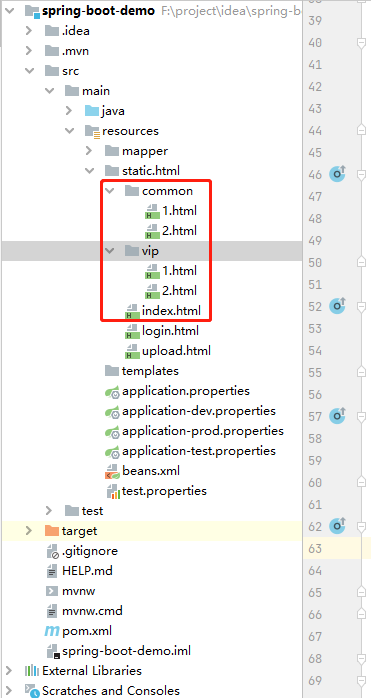 spring-boot-demo F:\project\idea\spring-bo
.idea
.mvn
src
main
java
resources
mapper
static.html
common
1.html
2.html
vip
1.html
2.html
index.html
login.html
upload.html
templates
application.properties
application-dev.properties
application-prod.properties
application-test.properties
beans.xml
test.properties
test
target
.gitignore
HELP.md
mvnw
mvnw.cmd
pom.xml
spring-boot-demo.iml
External Libraries
Scratches and Consoles
39
40
41
42
43
44
45
46
47
48
49
50
51
52
53
54
55
56
57
58
59
60
61
62
63
64
65
66
67
68
69